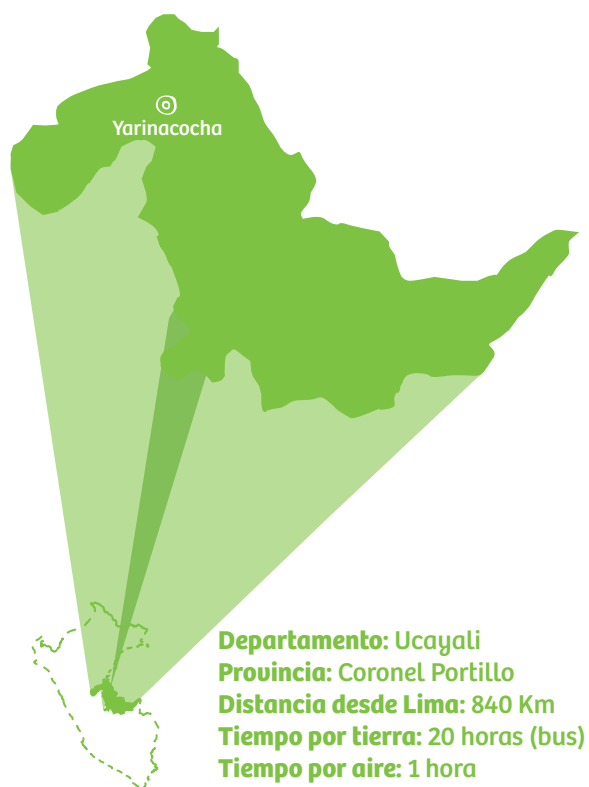 Yarinacocha
Departamento: Ucayali
Provincia: Coronel Portillo
Distancia desde Lima: 840 Km
Tiempo por tierra: 20 horas (bus)
Tiempo por aire: 1 hora